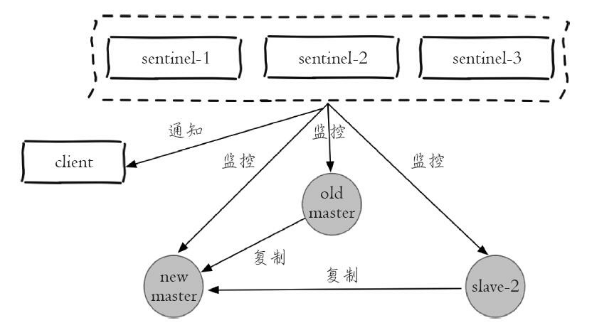 sentinel-1
sentinel-2
sentinel-3
通知
监控
client
监控
监控
old
master
复制
复制
new
master
slave-2